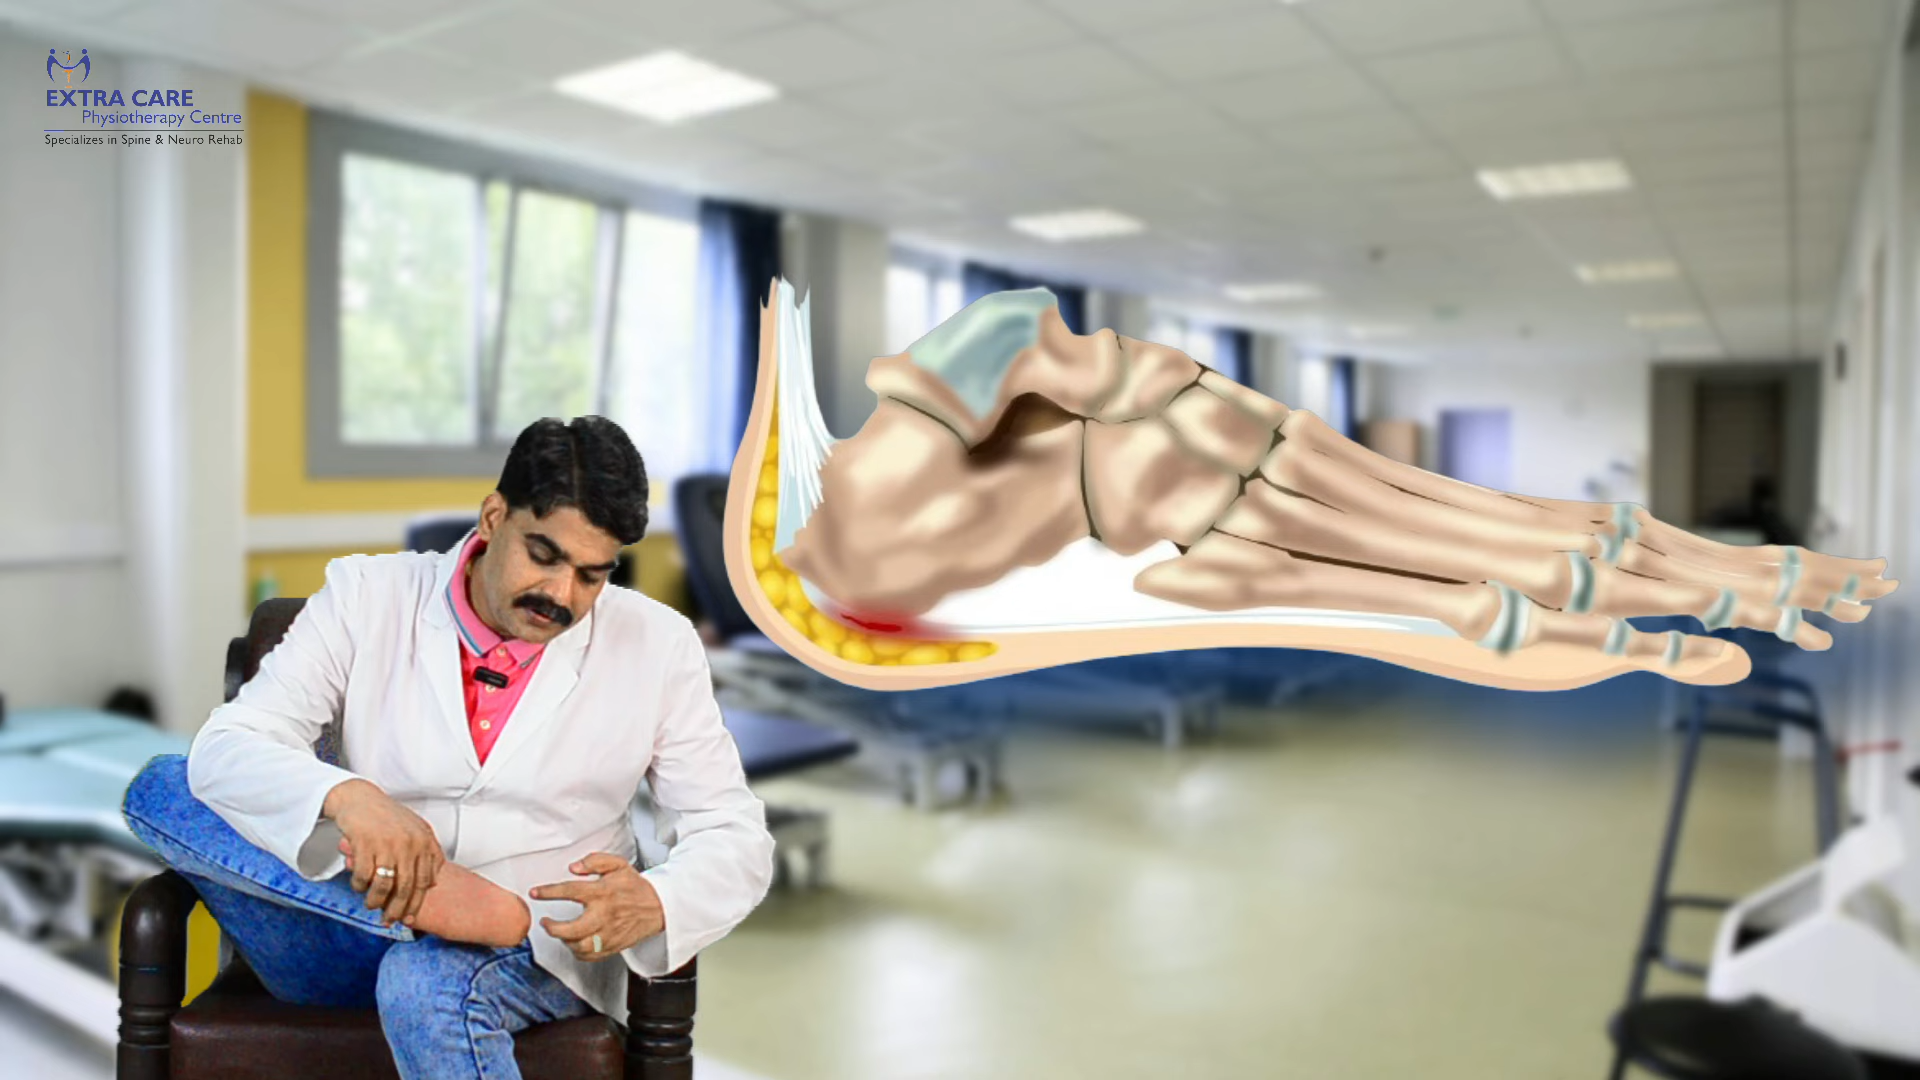 EXTRA CARE
Physiotherapy Centre
Specializes in Spine & Neuro Rehab